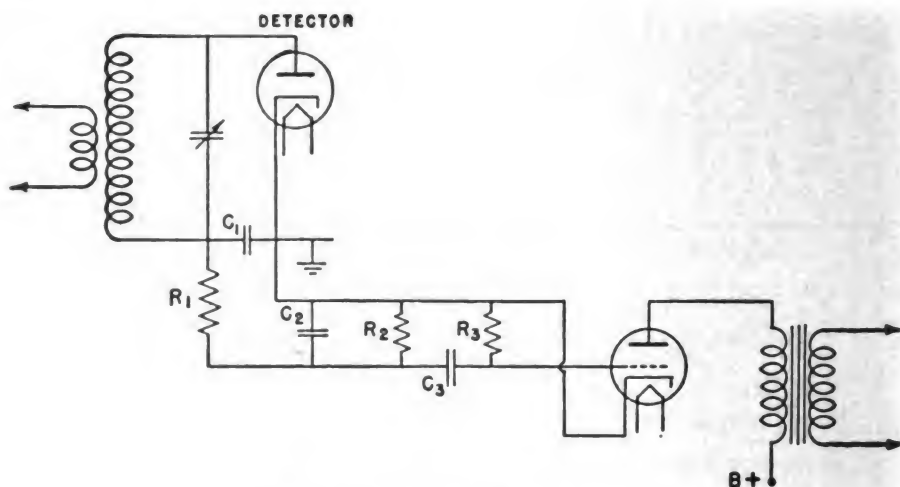 DETECTOR
C1
R1
C2
R2
R3
C3
B+